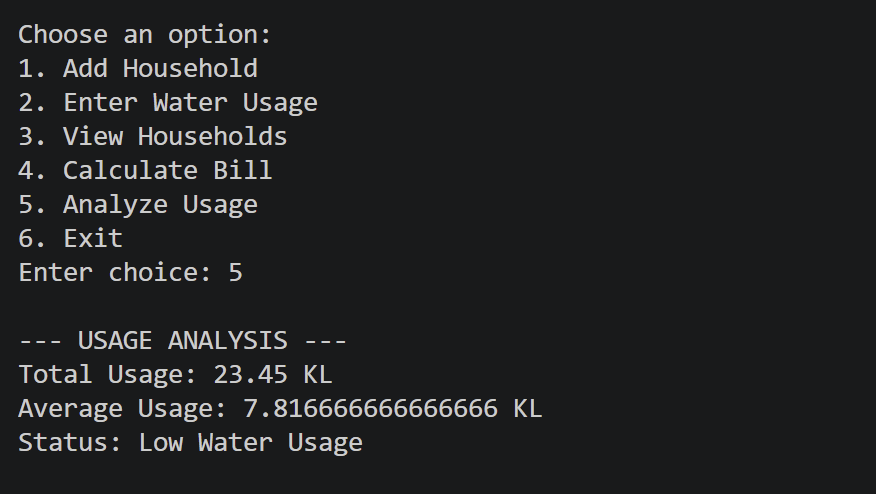 Choose an option:
1. Add Household
2. Enter Water Usage
3. View Households
4. Calculate Bill
5. Analyze Usage
6. Exit
Enter choice: 5
--- USAGE ANALYSIS ---
Total Usage: 23.45 KL
Average Usage: 7.816666666666666 KL
Status: Low Water Usage